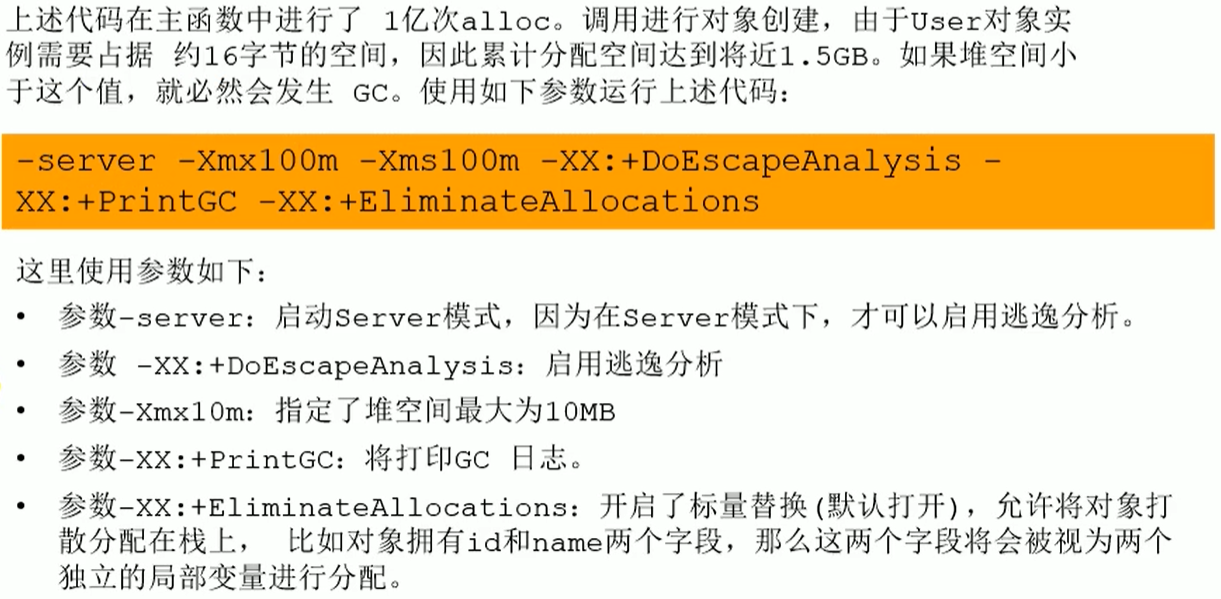 上述代码在主函数中进行了 1亿次alloc。调用进行对象创建，由于User对象实
例需要占据 约16字节的空间，因此累计分配空间达到将近1.5GB。如果堆空间小
于这个值，就必然会发生 GC。使用如下参数运行上述代码：
-server -Xmx100m -Xms100m -XX:+DoEscapeAnalysis -
XX:+PrintGC -XX:+EliminateAllocations
这里使用参数如下：
• 参数-server：启动Server模式，因为在Server模式下，才可以启用逃逸分析。
• 参数 -XX:+DoEscapeAnalysis：启用逃逸分析
• 参数-Xmx10m：指定了堆空间最大为10MB
• 参数-XX:+PrintGC：将打印GC 日志。
• 参数-XX:+EliminateAllocations：开启了标量替换(默认打开)，允许将对象打
散分配在栈上， 比如对象拥有id和name两个字段，那么这两个字段将会被视为两个
独立的局部变量进行分配。